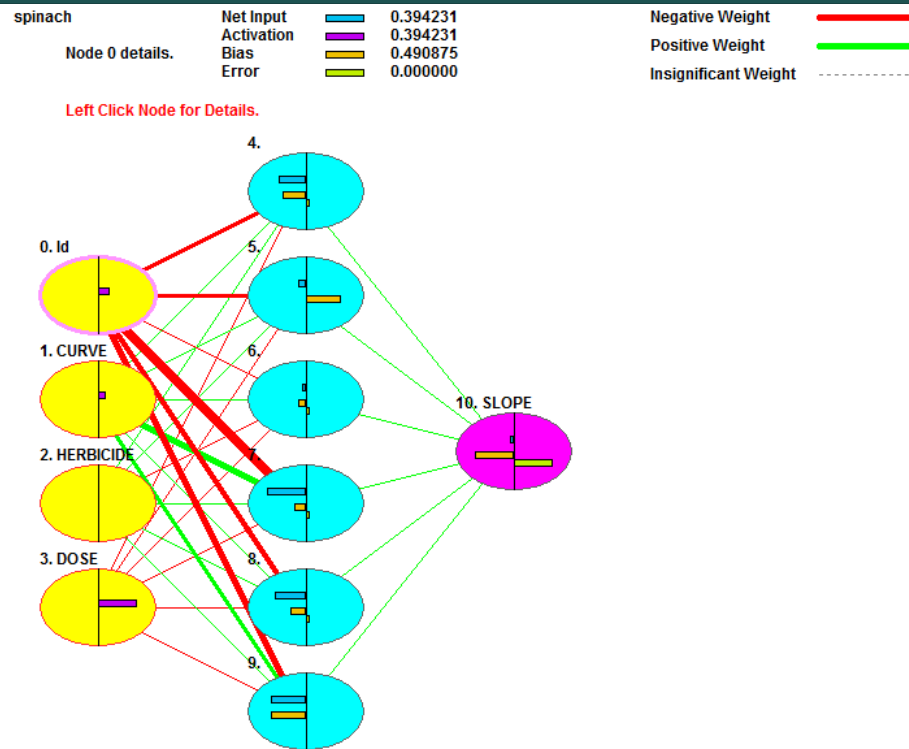 spinach
Node 0 details.
Net Input 0.394231
Activation 0.394231
Bias 0.490875
Error 0.000000
Negative Weight
Positive Weight
Insignificant Weight
Left Click Node for Details.
4.
0. Id
5.
1. CURVE
6.
10. SLOPE
2. HERBICIDE
7.
3. DOSE
8.
9.